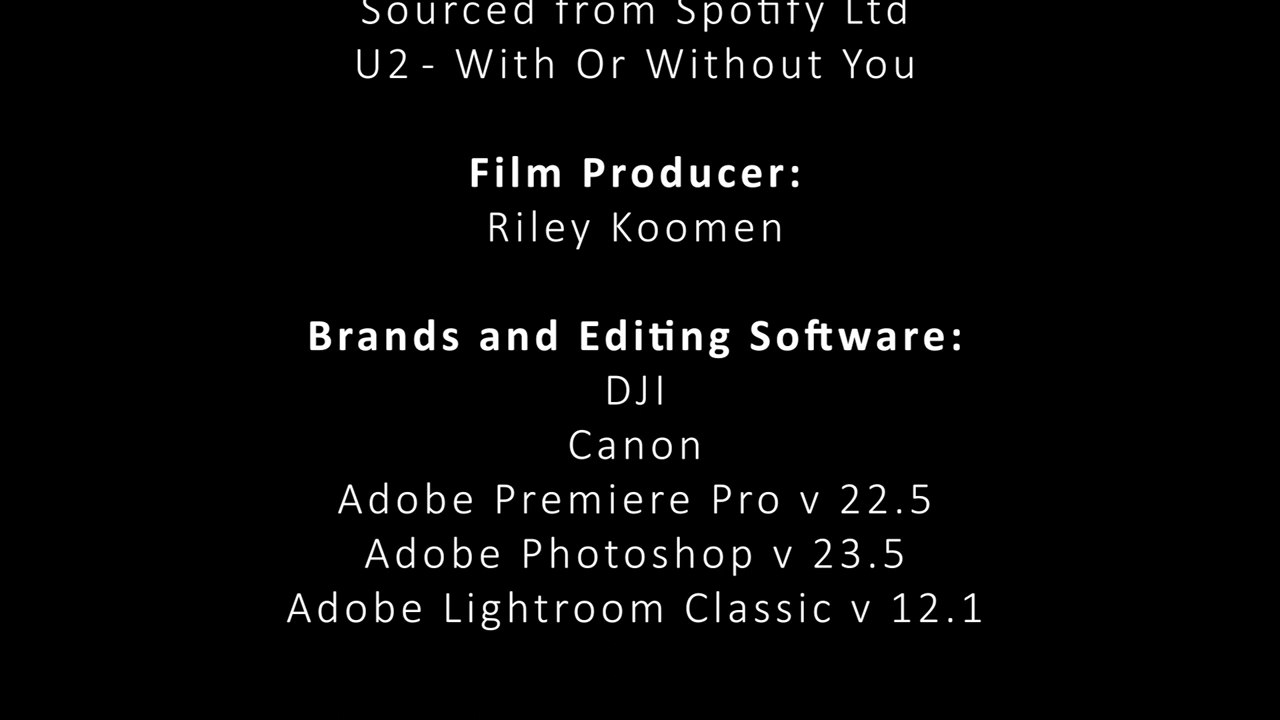 Sourced from Spotify Ltd
U2 - With Or Without You
Film Producer:
Riley Koomen
Brands and Editing Software:
DJI
Canon
Adobe Premiere Pro v 22.5
Adobe Photoshop v 23.5
Adobe Lightroom Classic v 12.1